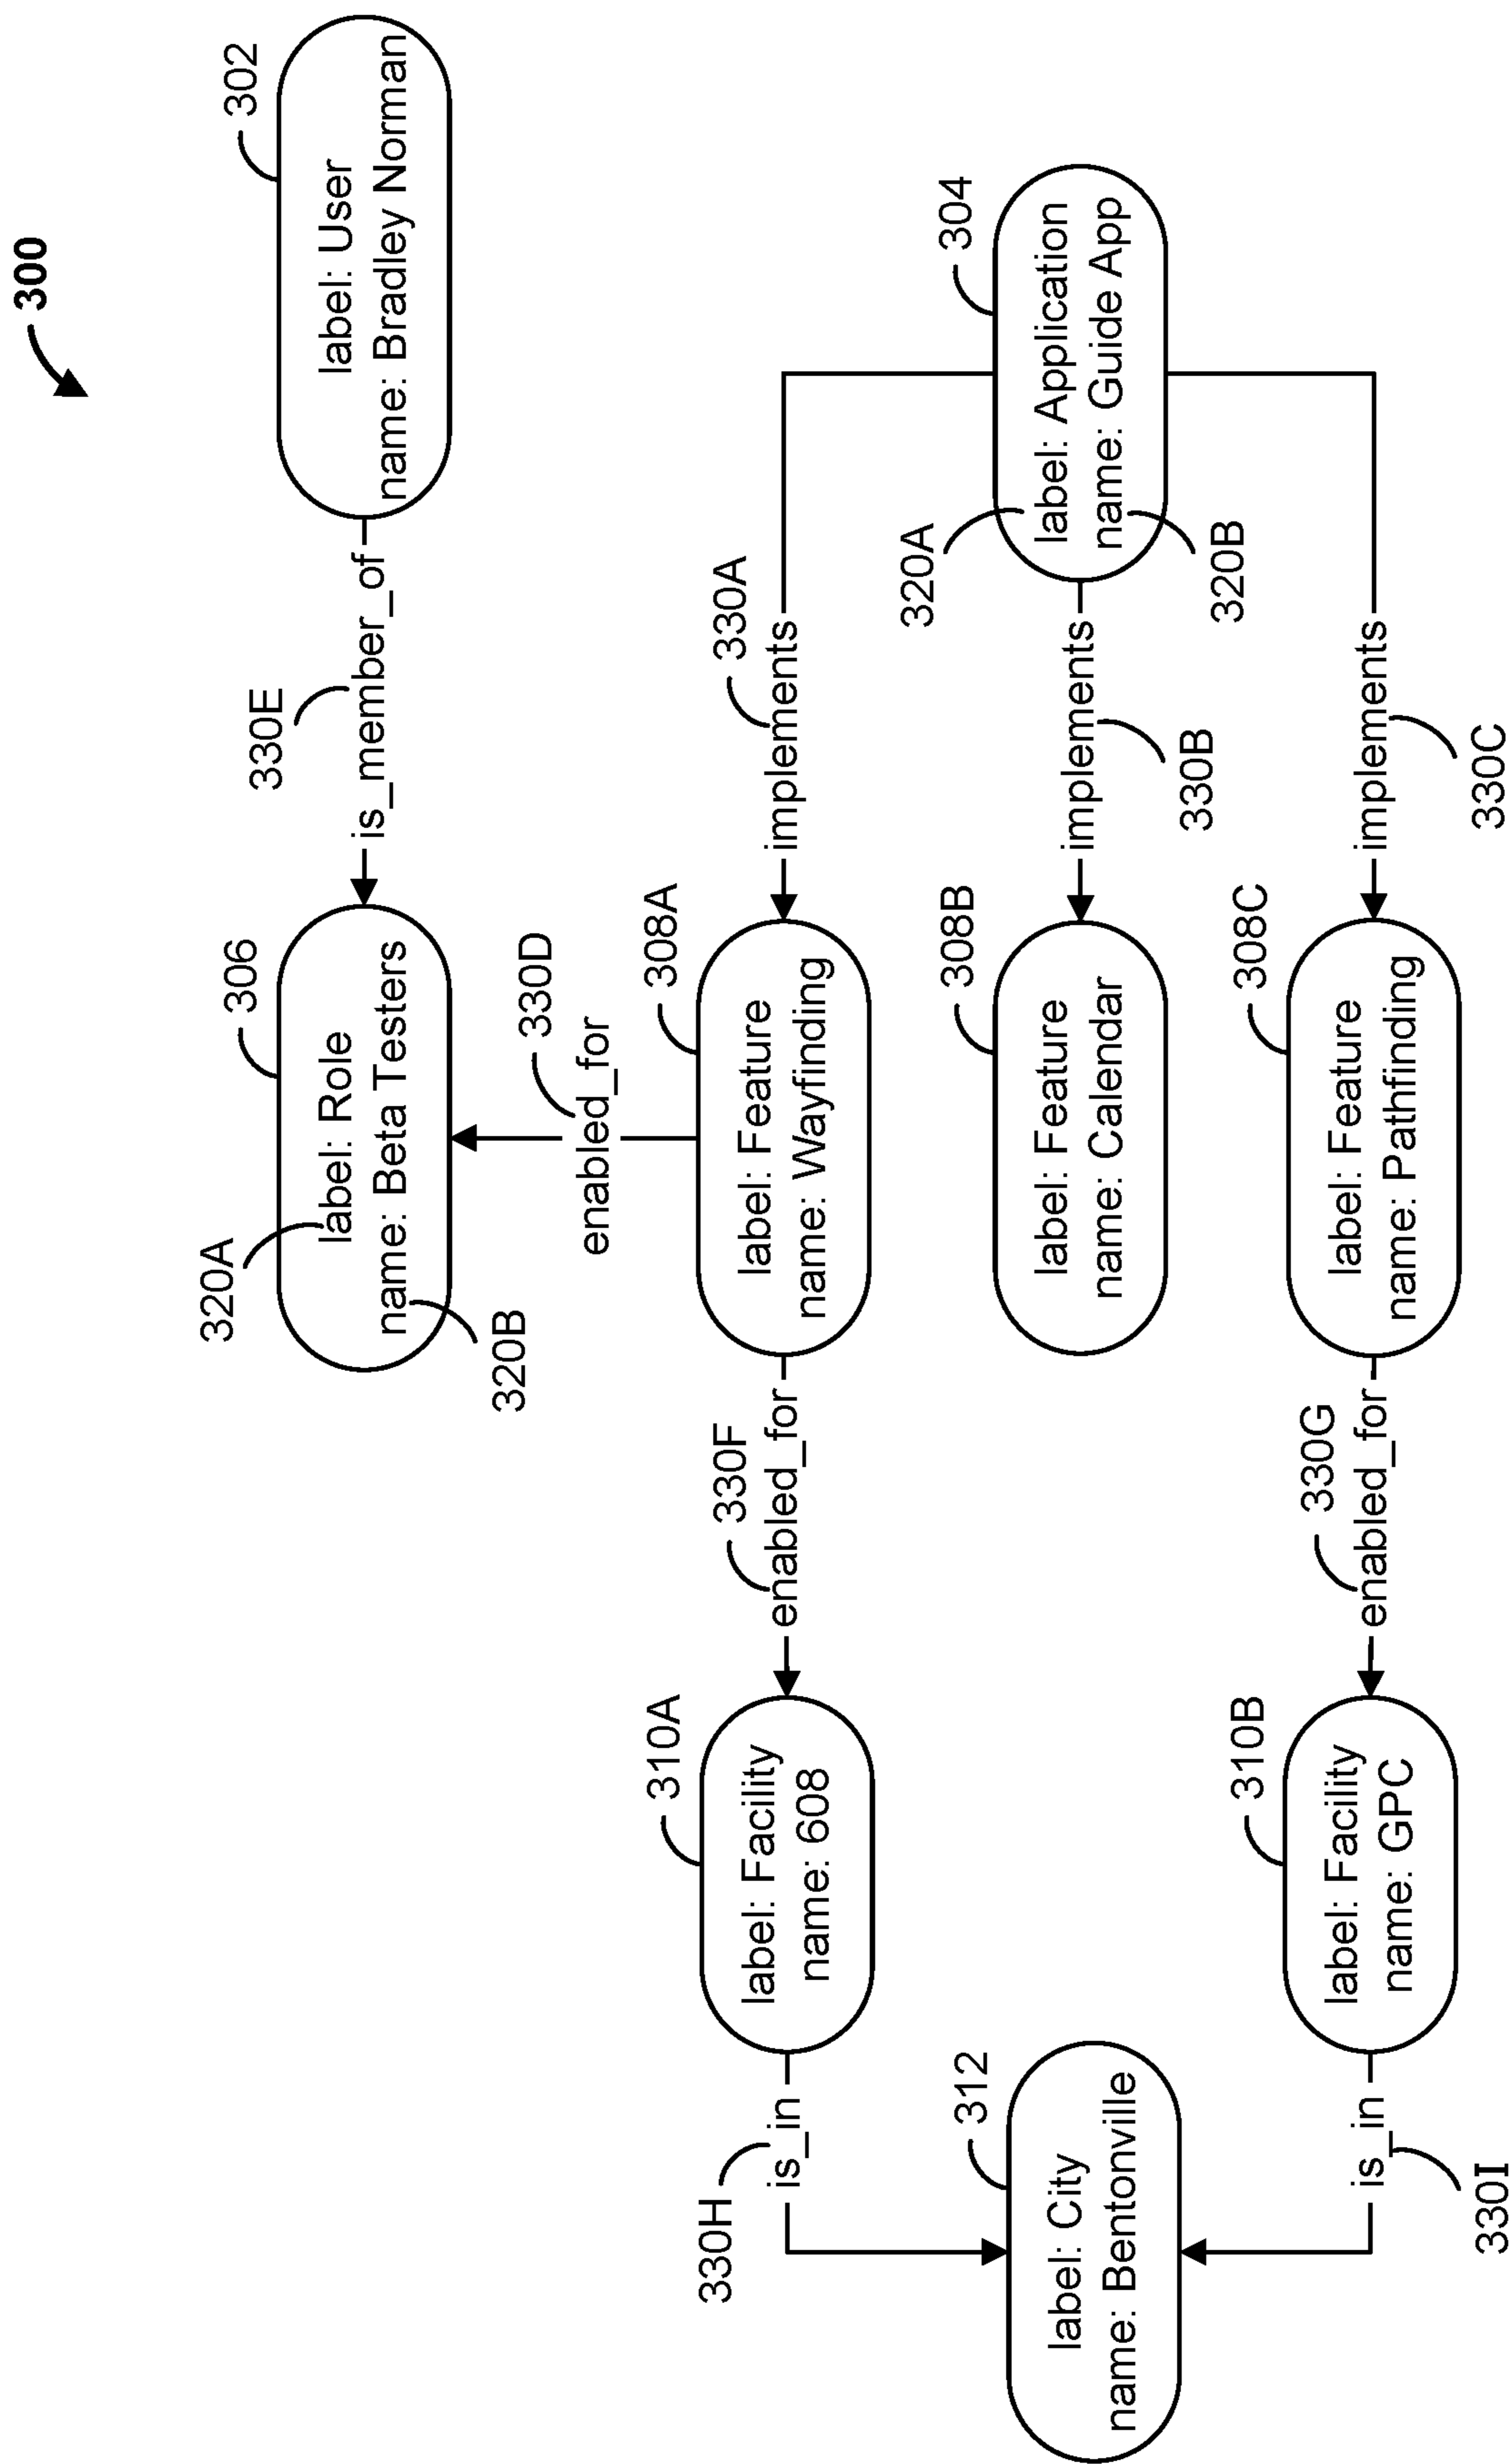 300
302
label: User
name: Bradley Norman
330E
is_member_of
306
320A
label: Role
name: Beta Testers
320B
330D
enabled_for
304
320A
label: Application
name: Guide App
320B
330A
implements
330B
implements
330C
implements
308A
label: Feature
name: Wayfinding
308B
label: Feature
name: Calendar
308C
label: Feature
name: Pathfinding
330F
enabled_for
330G
enabled_for
310A
label: Facility
name: 608
310B
label: Facility
name: GPC
330H
is_in
330I
is_in
312
label: City
name: Bentonville